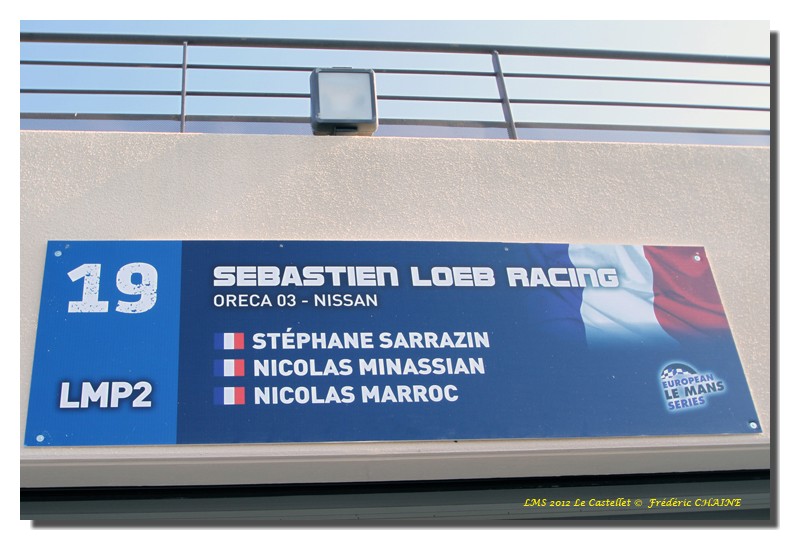 19
LMP2
SEBASTIEN LOEB RACING
ORECA 03 - NISSAN
STÉPHANE SARRAZIN
NICOLAS MINASSIAN
NICOLAS MARROC
EUROPEAN
LE MANS
SERIES
LMS 2012 Le Castellet © Frédéric CHAINE